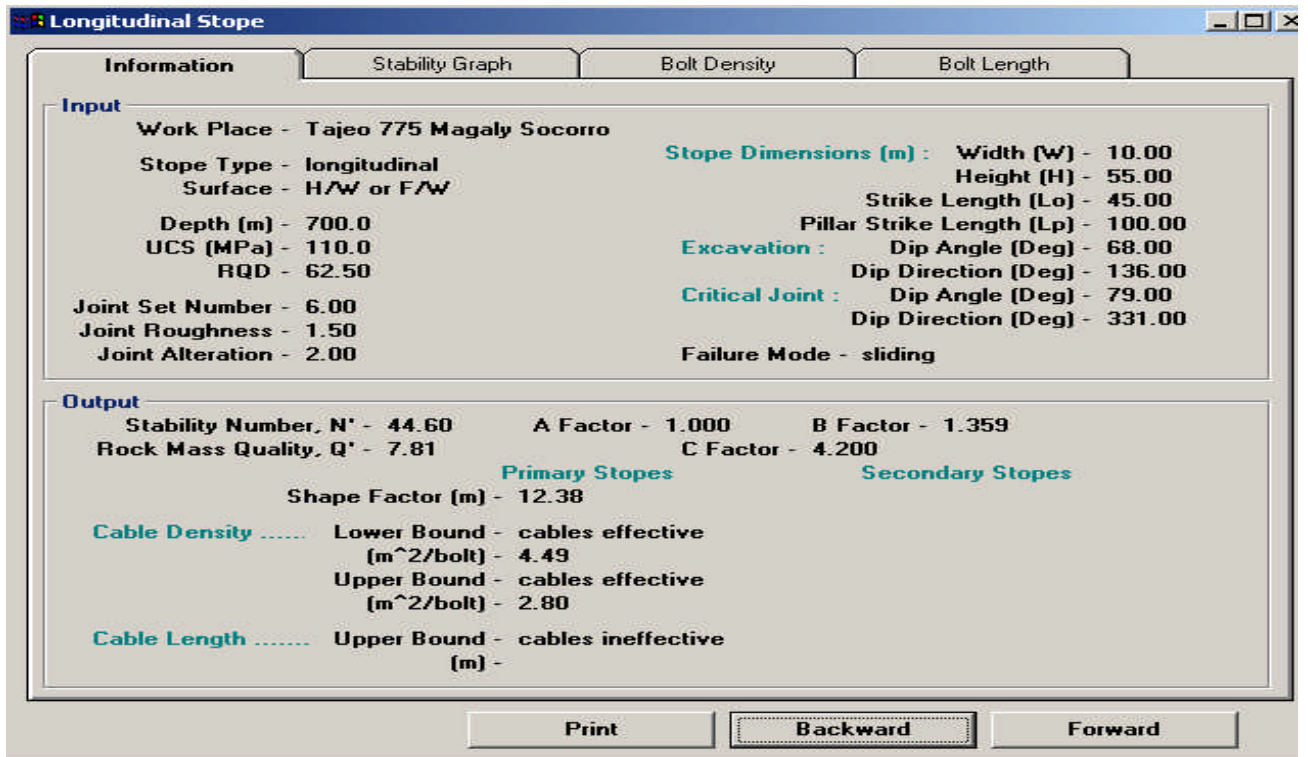 Longitudinal Stope
Information
Stability Graph
Bolt Density
Bolt Length
Input
Work Place - Tajeo 775 Magaly Socorro
Stope Type - longitudinal
Surface - H/W or F/W
Depth (m) - 700.0
UCS (MPa) - 110.0
RQD - 62.50
Joint Set Number - 6.00
Joint Roughness - 1.50
Joint Alteration - 2.00
Stope Dimensions (m) : Width (W) - 10.00
Height (H) - 55.00
Strike Length (Lo) - 45.00
Pillar Strike Length (Lp) - 100.00
Excavation : Dip Angle (Deg) - 68.00
Dip Direction (Deg) - 136.00
Critical Joint : Dip Angle (Deg) - 79.00
Dip Direction (Deg) - 331.00
Failure Mode - sliding
Output
Stability Number, N' - 44.60 A Factor - 1.000 B Factor - 1.359
Rock Mass Quality, Q' - 7.81 C Factor - 4.200
Primary Stopes Secondary Stopes
Shape Factor (m) - 12.38
Cable Density ...... Lower Bound - cables effective
(m^2/bolt) - 4.49
Upper Bound - cables effective
(m^2/bolt) - 2.80
Cable Length ....... Upper Bound - cables ineffective
(m) -
Print
Backward
Forward